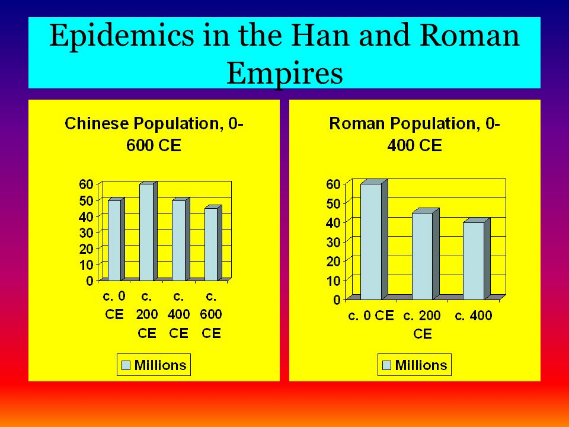 Epidemics in the Han and Roman
Empires
Chinese Population, 0-
600 CE
60
50
40
30
20
10
0
c. 0 c. c. c.
CE 200 400 600
CE CE CE
Millions
Roman Population, 0-
400 CE
60
50
40
30
20
10
0
c. 0 CE c. 200 c. 400
CE
Millions